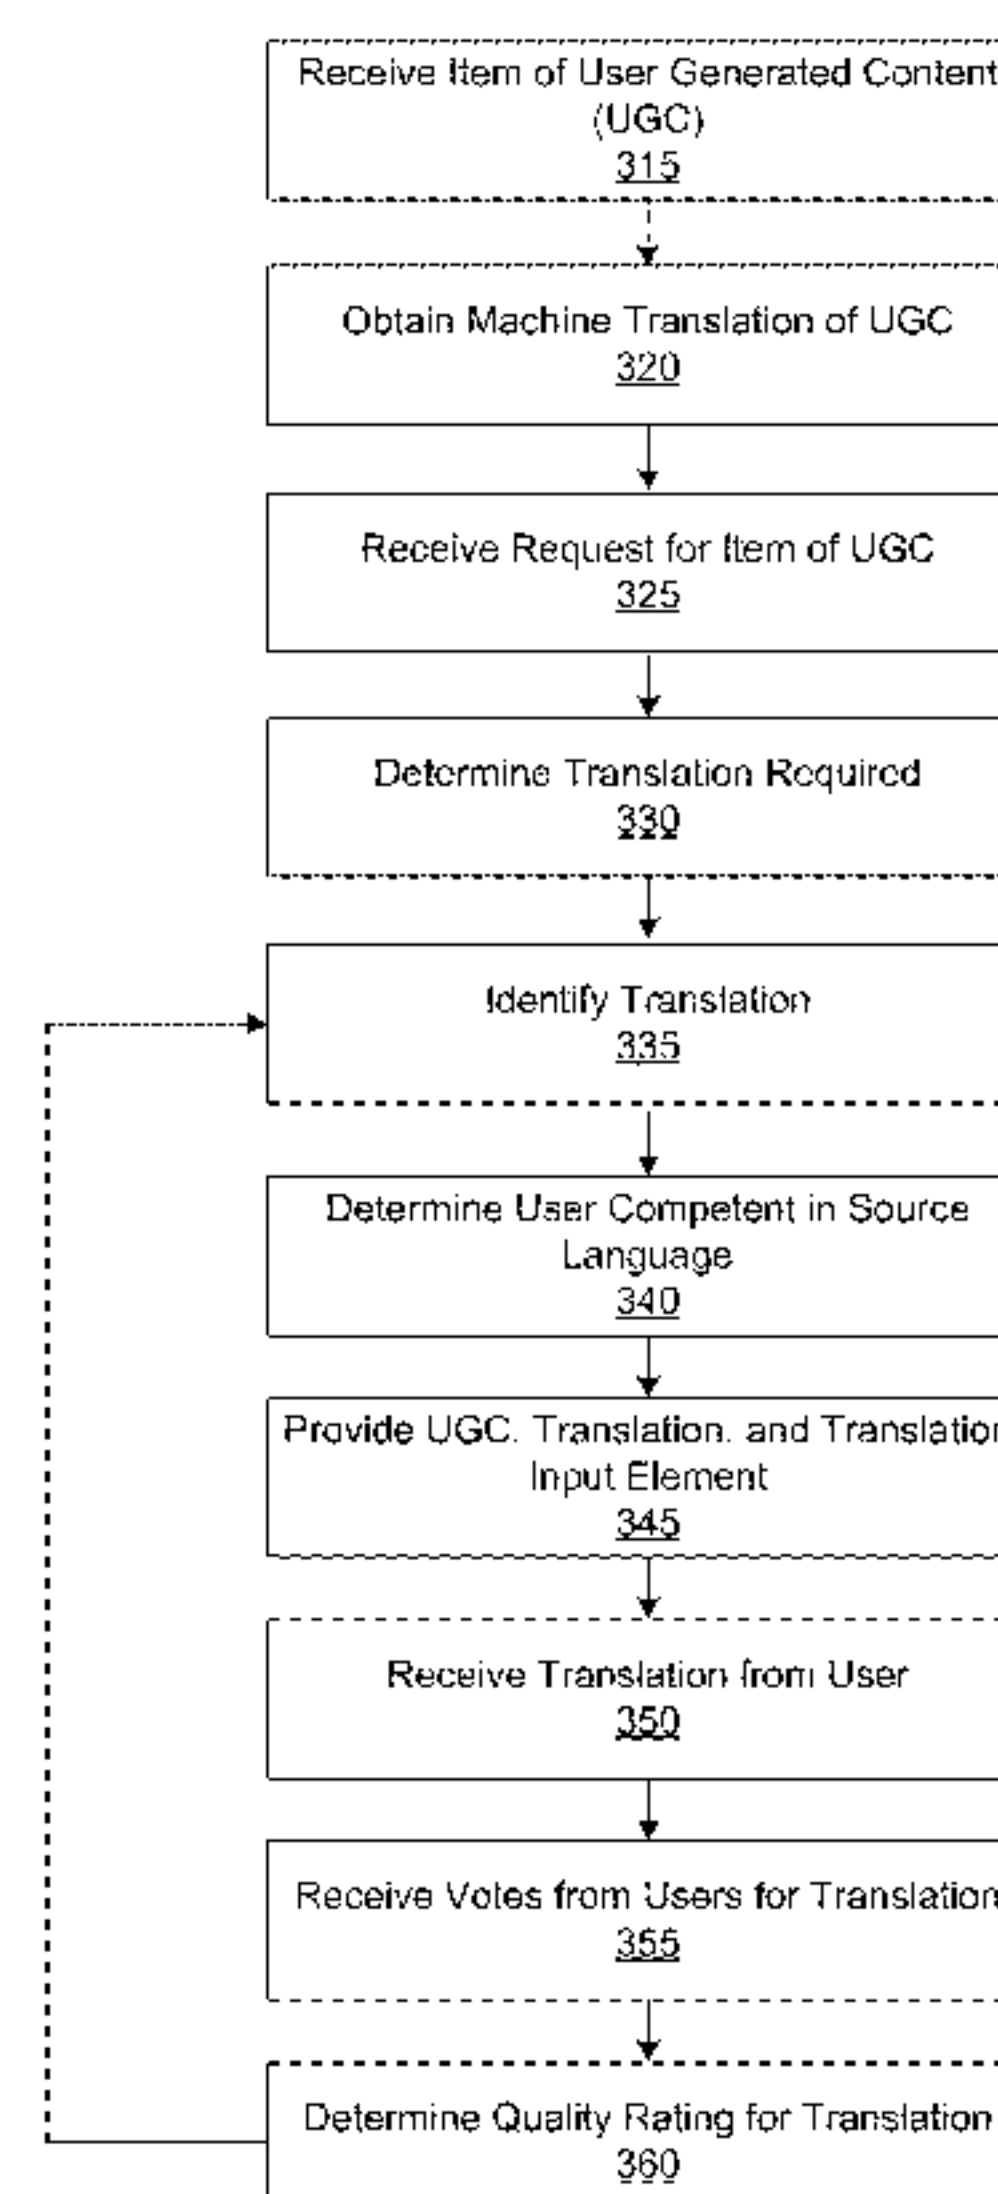 Receive Item of User Generated Content
(UGC)
315
Obtain Machine Translation of UGC
320
Receive Request for Item of UGC
325
Determine Translation Required
330
Identify Translation
335
Determine User Competent in Source
Language
340
Provide UGC, Translation, and Translation
Input Element
345
Receive Translation from User
350
Receive Votes from Users for Translations
355
Determine Quality Rating for Translation
360